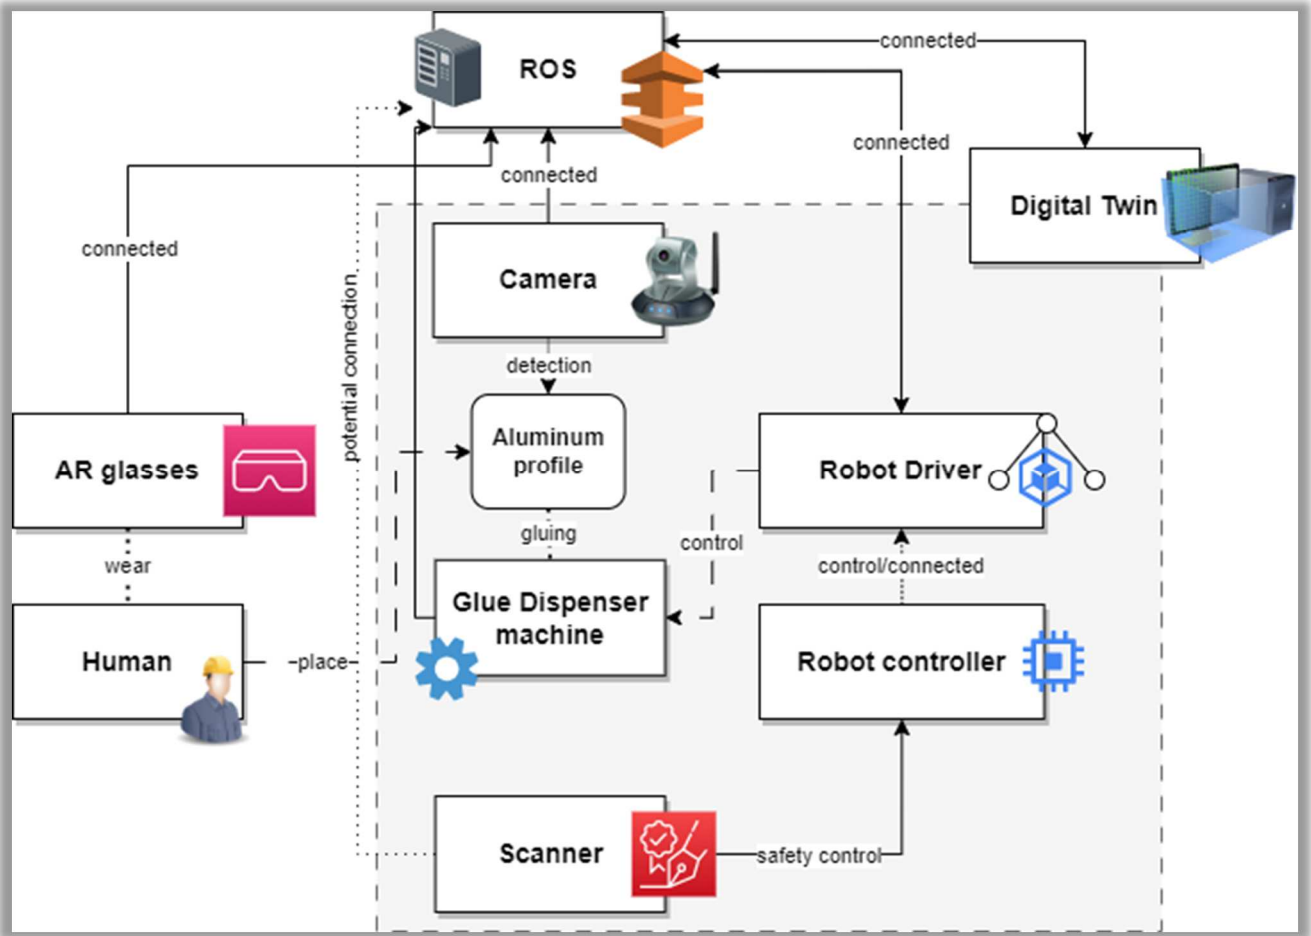 ROS
connected
connected
connected
Digital Twin
connected
Camera
potential connection
detection
Aluminum
profile
AR glasses
Robot Driver
gluing
control
wear
control/connected
Glue Dispenser
machine
Human
place
Robot controller
Scanner
safety control